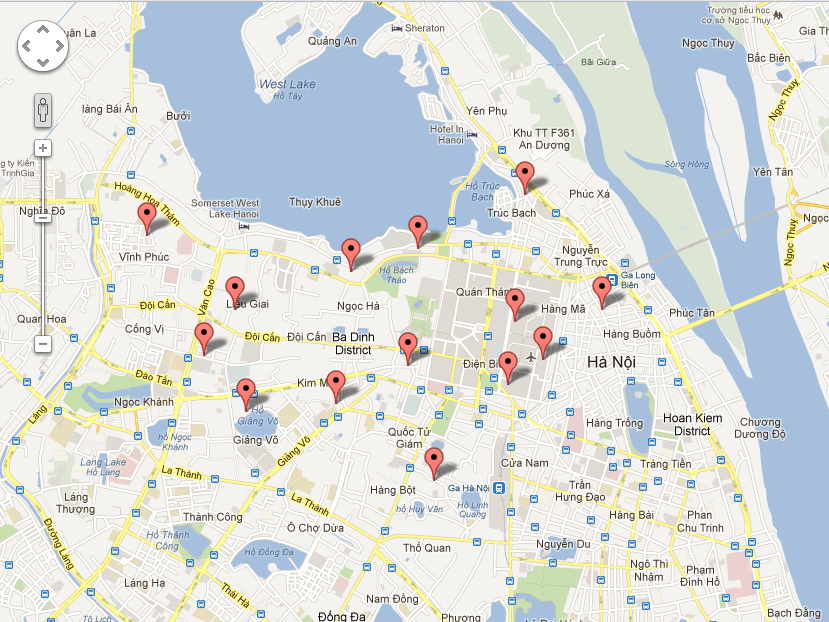 Trường tiểu học
cơ sở Ngọc Thụy
Sheraton
Quảng An
Ngọc Thụy
Gia Th
Bắc Biên
Bãi Giữa
West Lake
Hồ Tây
làng Bái Ân
Bưởi
Yên Phụ
Ngọc Thụy
Hotel In
Hanoi
Khu TT F361
An Dương
ng ty Kiến
TrinhGia
Sông Hồng
Yên Tân
Hoàng Hoa Thám
Hồ Trúc
Bạch
Phúc Xá
Nghĩa Đô
Somerset West
Lake Hanoi
Thụy Khuê
Trúc Bạch
Ngọc
Ngọc Thụy
Vĩnh Phúc
Nguyễn
Trung Trực
Hồ Bách
Thảo
Ga Long
Biên
Văn Cao
Quán Thán
Đội Cấn
Liễu Giai
Ngọc Hà
Hàng Mã
Phúc Tân
Quan Hoa
Cống Vị
Đội Cấn
Đội Cấn
Ba Dinh
District
Hàng Buồm
Điện Bi
Hà Nội
Đào Tấn
Kim M
Ngọc Khánh
Láng
Hồ
Giảng Võ
Giảng Võ
Giảng Võ
Quốc Tử
Giám
Hàng Trống
Hoan Kiem
District
Chương
Dương Độ
hồ Ngọc
Khánh
Lang Lake
Hồ Láng
La Thành
Cửa Nam
Tràng Tiền
Láng
Thượng
La Thành
Hàng Bột
Ga Hà Nội
Trần
Hưng Đạo
Thành Công
hồ Huy Văn
Hồ Linh
Quang
Hàng Bài
Phan
Chu Trinh
Đường Láng
Hồ Thành
Công
Ô Chợ Dừa
Hồ Đống Đa
Thổ Quan
Nguyễn Du
Ngô Thì
Nhậm
Phạm
Đình Hổ
Láng Hạ
Thái Hà
Nam Đồng
Đống Đa
Phương
Tô Lịch
Bạch Đằng